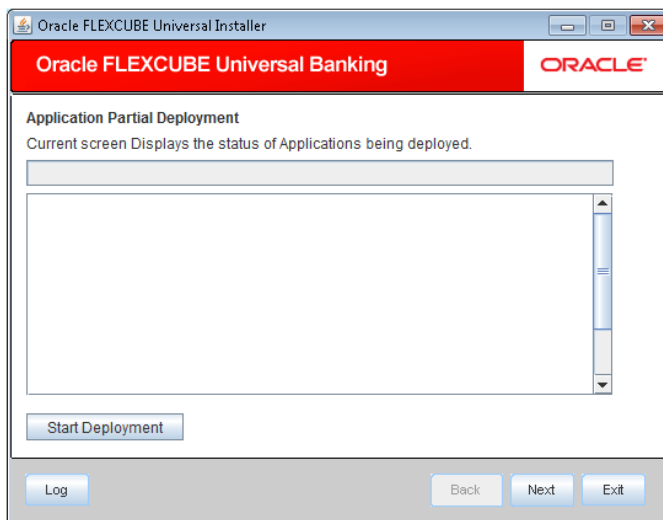 Oracle FLEXCUBE Universal Installer
Oracle FLEXCUBE Universal Banking
ORACLE
Application Partial Deployment
Current screen Displays the status of Applications being deployed.
Start Deployment
Log
Back
Next
Exit